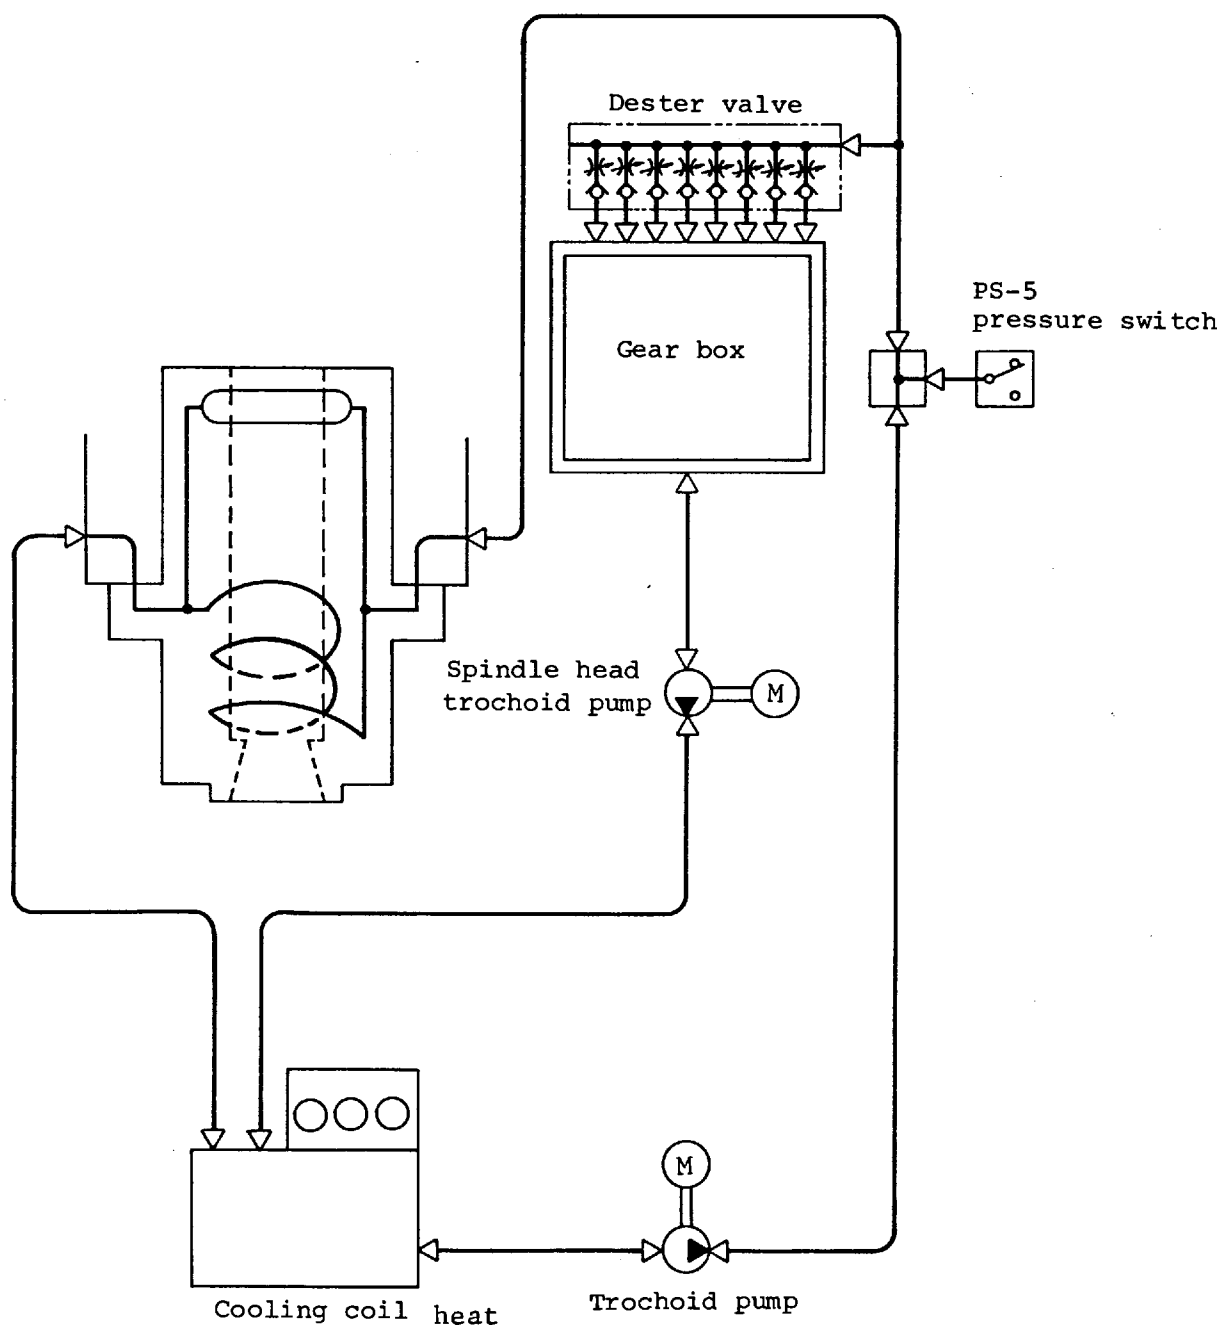 Dester valve
PS-5
pressure switch
Gear box
Spindle head
trochoid pump
M
M
Cooling coil heat
Trochoid pump